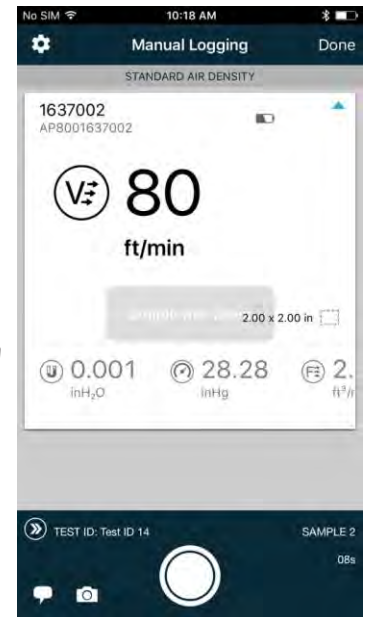 No SIM 10:18 AM
Manual Logging Done
STANDARD AIR DENSITY
1637002
AP8001637002
V 80
ft/min
2.00 x 2.00 in
0.001 28.28 2.
inH₂O inHg ft³/
TEST ID: Test ID 14 SAMPLE 2
08s